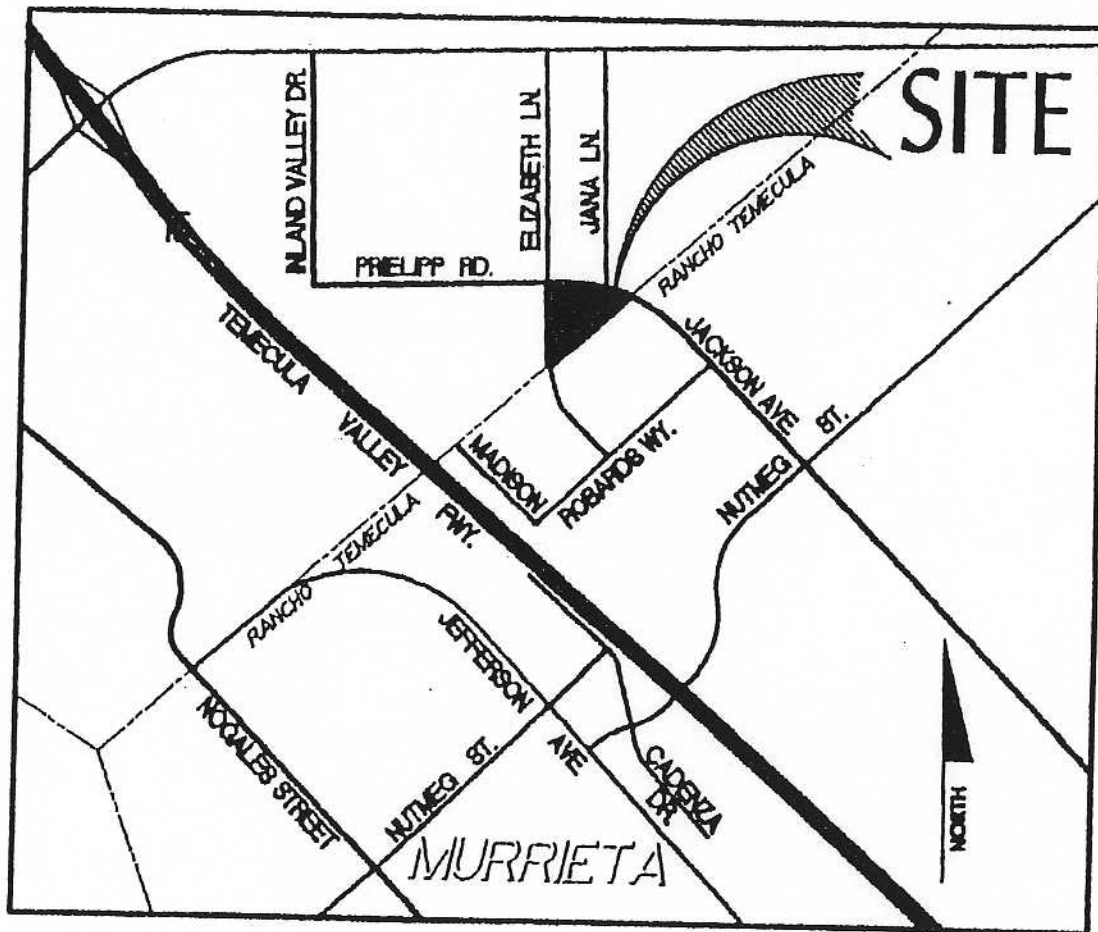 INLAND VALLEY DR.
ELIZABETH LN.
JANA LN.
SITE
RANCHO TEMECULA
PRIELIPP RD.
TEMECULA
VALLEY
FWY.
JACKSON AVE
NUTMEG ST.
MADISON
ROBARDS WY.
RANCHO TEMECULA
JEFFERSON
AVE
NOGALES STREET
NUTMEG ST.
CADENZA
DR.
MURRIETA
NORTH